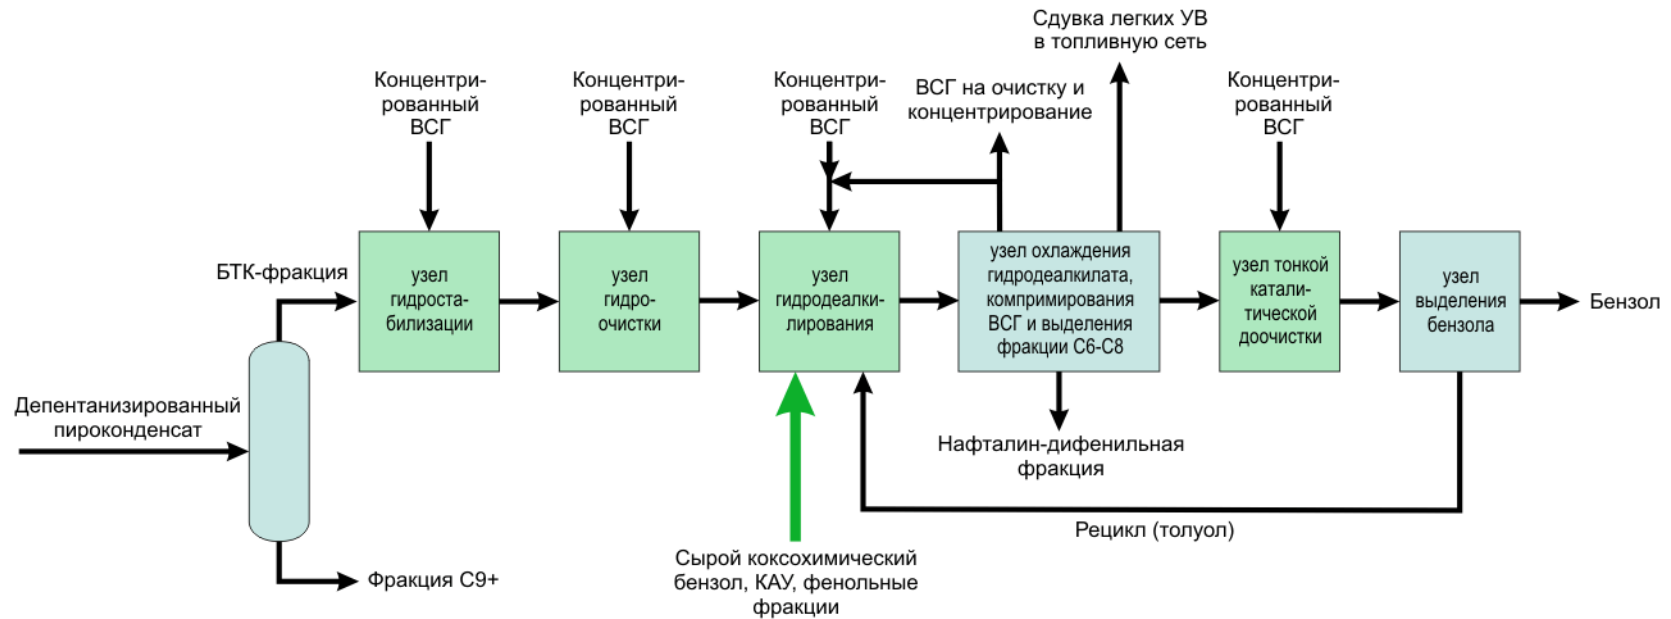 Сдувка легких УВ
в топливную сеть
Концентри-
рованный
ВСГ
Концентри-
рованный
ВСГ
Концентри-
рованный
ВСГ
ВСГ на очистку и
концентрирование
Концентри-
рованный
ВСГ
БТК-фракция
узел
гидроста-
билизации
узел
гидро-
очистки
узел
гидродеалки-
лирования
узел охлаждения
гидродеалкилата,
компримирования
ВСГ и выделения
фракции С6-С8
узел тонкой
катали-
тической
доочистки
узел
выделения
бензола
Бензол
Депентанизированный
пироконденсат
Нафталин-дифенильная
фракция
Рецикл (толуол)
Фракция С9+
Сырой коксохимический
бензол, КАУ, фенольные
фракции